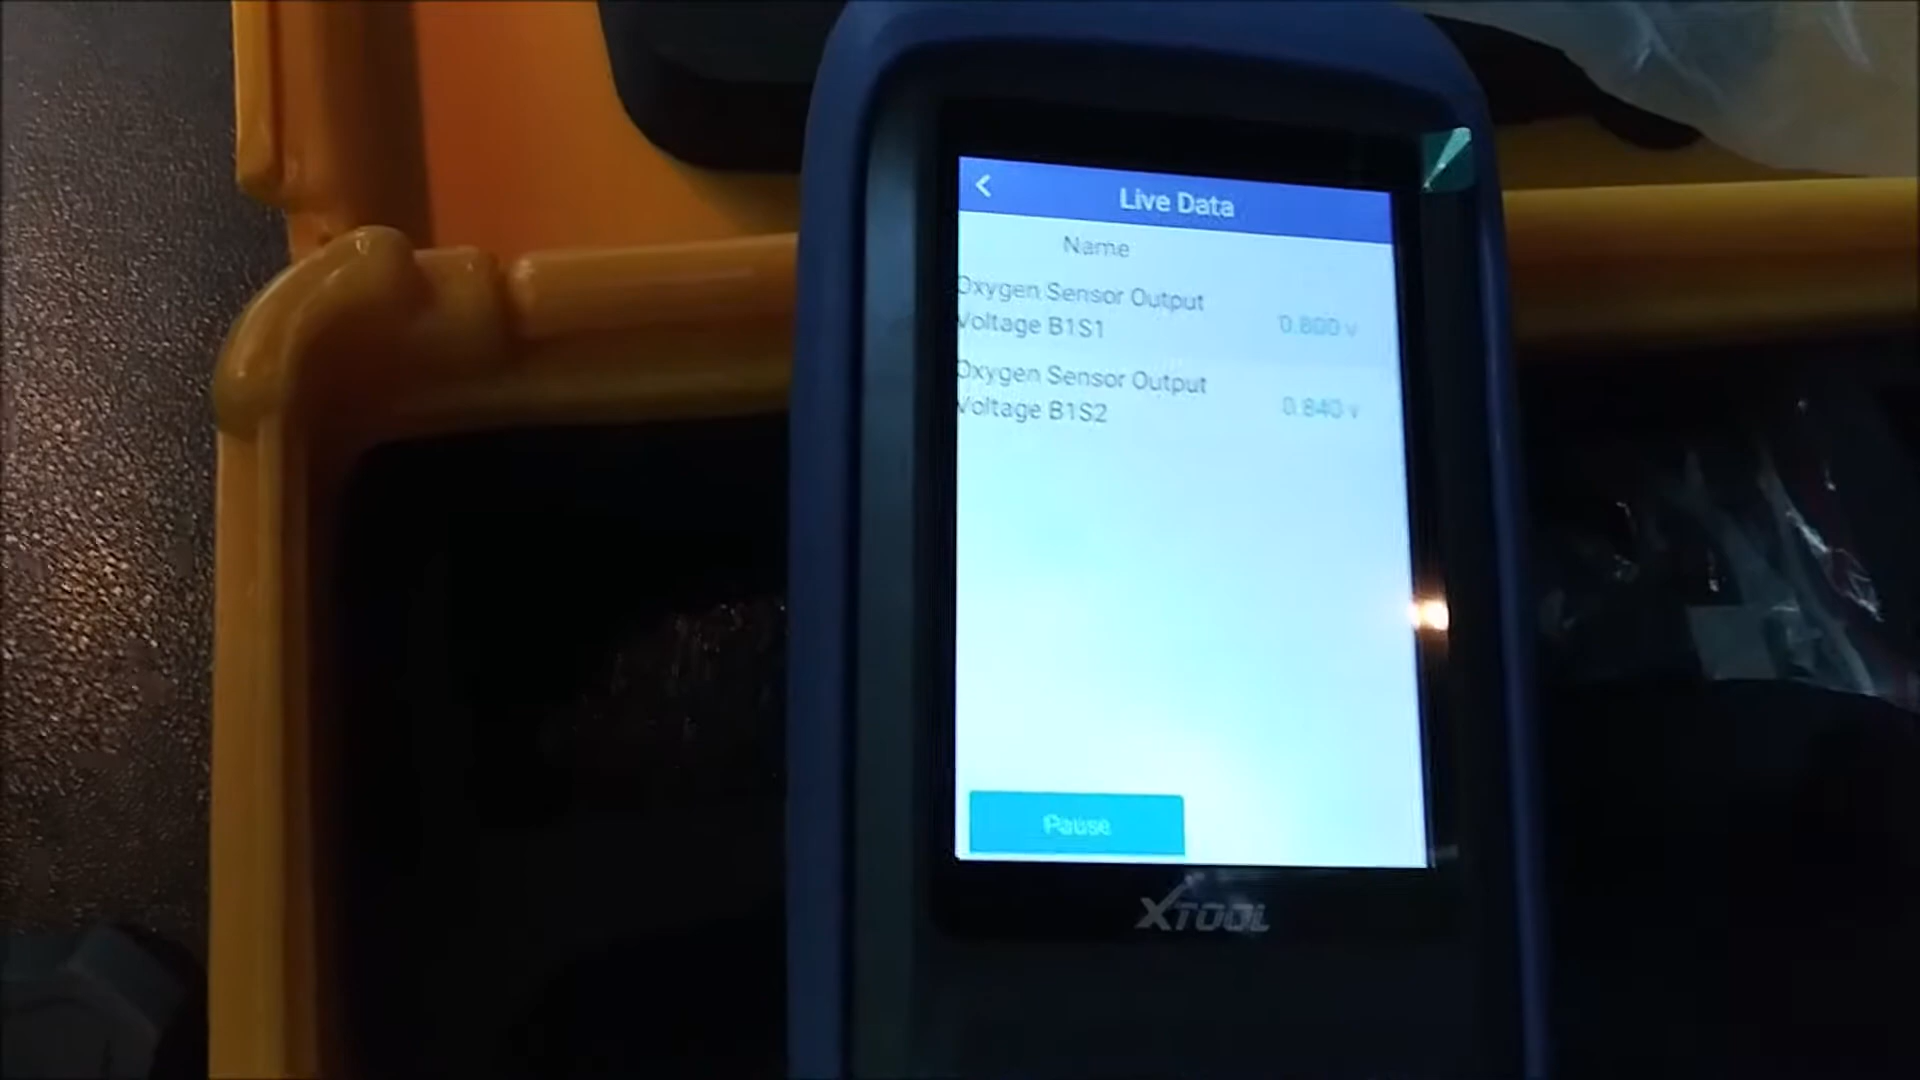 Live Data
Name
Oxygen Sensor Output
Voltage B1S1
0.800 v
Oxygen Sensor Output
Voltage B1S2
0.840 v
Pause
XTOOL